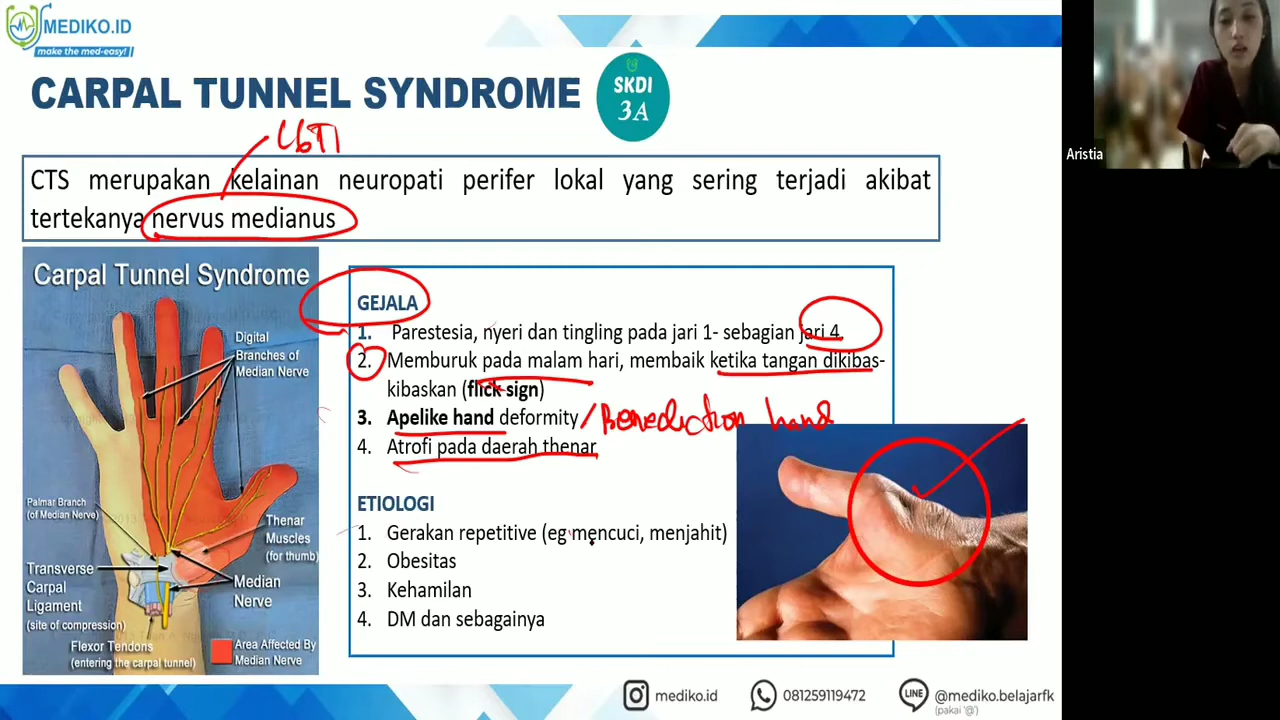 MEDIKO.ID
make the med-easy!
CARPAL TUNNEL SYNDROME
SKDI
3A
CTS merupakan kelainan neuropati perifer lokal yang sering terjadi akibat
tertekanya nervus medianus
Carpal Tunnel Syndrome
Digital
Branches of
Median Nerve
Palmar Branch
(of Median Nerve)
Thenar
Muscles
(for thumb)
Transverse
Carpal
Ligament
(site of compression)
Median
Nerve
Flexor Tendons
(entering the carpal tunnel)
Area Affected By
Median Nerve
GEJALA
1. Parestesia, nyeri dan tingling pada jari 1- sebagian jari 4.
2. Memburuk pada malam hari, membaik ketika tangan dikibas-
kibaskan (flick sign)
3. Apelike hand deformity / Benediction hand
4. Atrofi pada daerah thenar
ETIOLOGI
1. Gerakan repetitive (eg mencuci, menjahit)
2. Obesitas
3. Kehamilan
4. DM dan sebagainya
Aristia
mediko.id
081259119472
LINE
@mediko.belajarfk
(pakai '@')